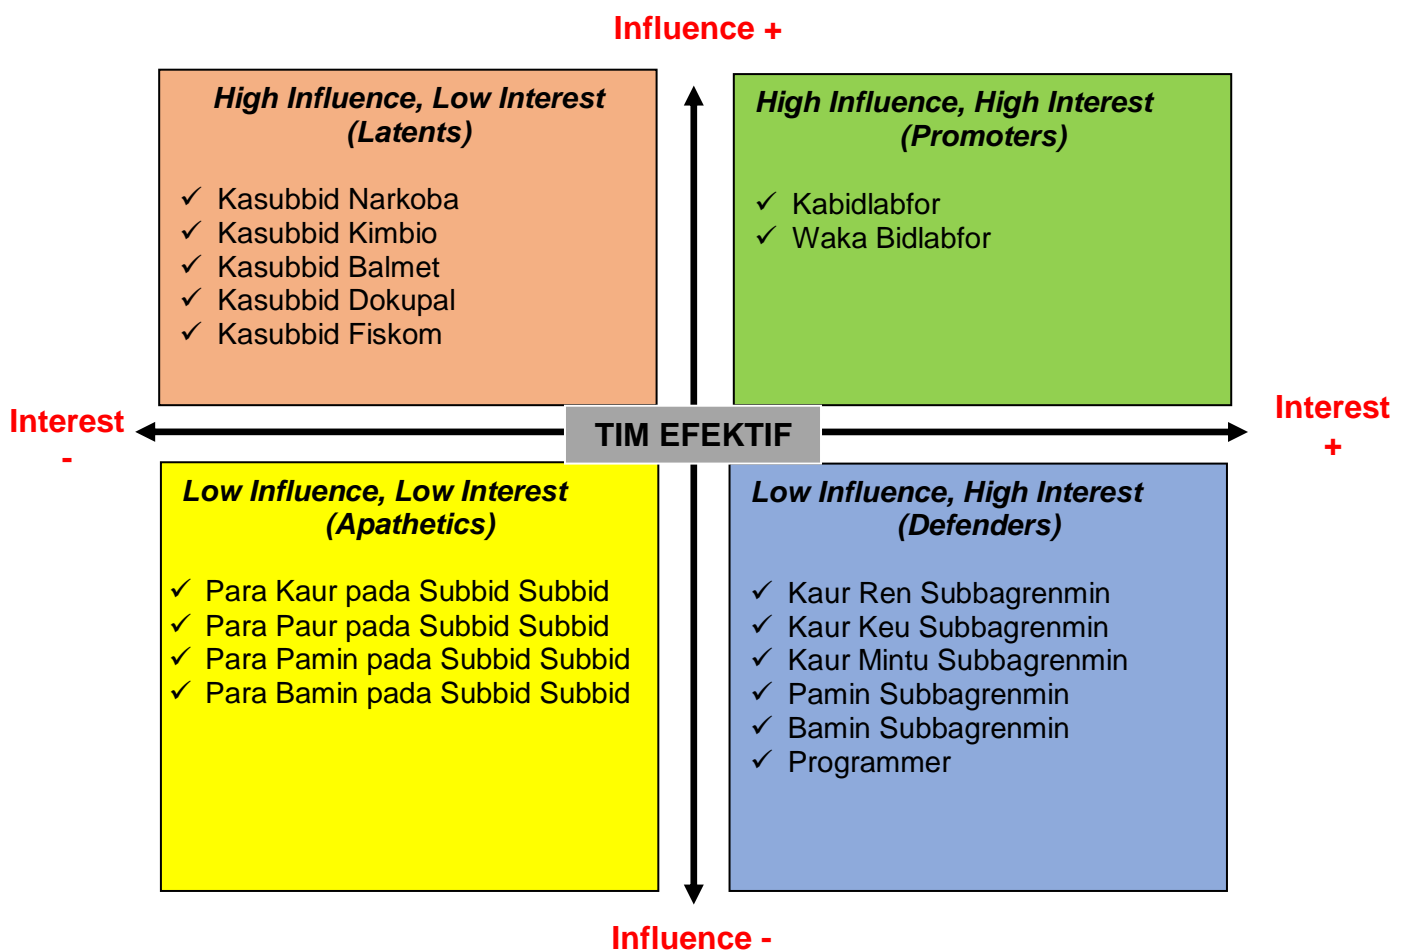 Influence +
High Influence, Low Interest
(Latents)
✓ Kasubbid Narkoba
✓ Kasubbid Kimbio
✓ Kasubbid Balmet
✓ Kasubbid Dokupal
✓ Kasubbid Fiskom
High Influence, High Interest
(Promoters)
✓ Kabidlabfor
✓ Waka Bidlabfor
Interest
-
TIM EFEKTIF
Interest
+
Low Influence, Low Interest
(Apathetics)
✓ Para Kaur pada Subbid Subbid
✓ Para Paur pada Subbid Subbid
✓ Para Pamin pada Subbid Subbid
✓ Para Bamin pada Subbid Subbid
Low Influence, High Interest
(Defenders)
✓ Kaur Ren Subbagrenmin
✓ Kaur Keu Subbagrenmin
✓ Kaur Mintu Subbagrenmin
✓ Pamin Subbagrenmin
✓ Bamin Subbagrenmin
✓ Programmer
Influence -